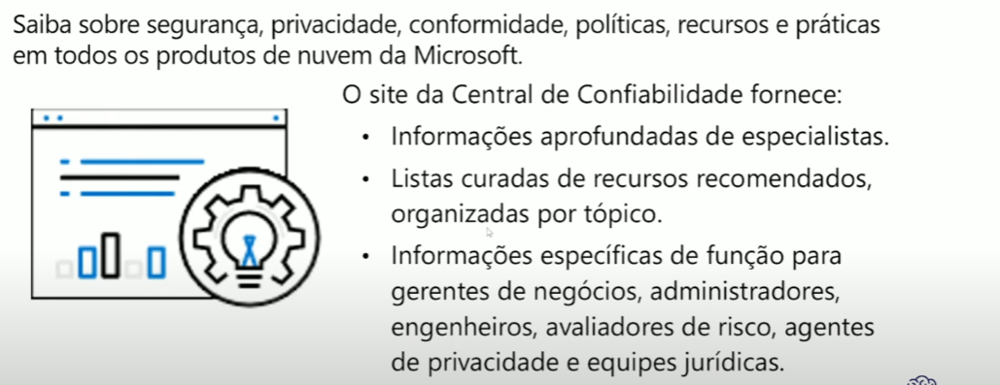 Saiba sobre segurança, privacidade, conformidade, políticas, recursos e práticas
em todos os produtos de nuvem da Microsoft.
O site da Central de Confiabilidade fornece:
• Informações aprofundadas de especialistas.
• Listas curadas de recursos recomendados,
organizadas por tópico.
• Informações específicas de função para
gerentes de negócios, administradores,
engenheiros, avaliadores de risco, agentes
de privacidade e equipes jurídicas.